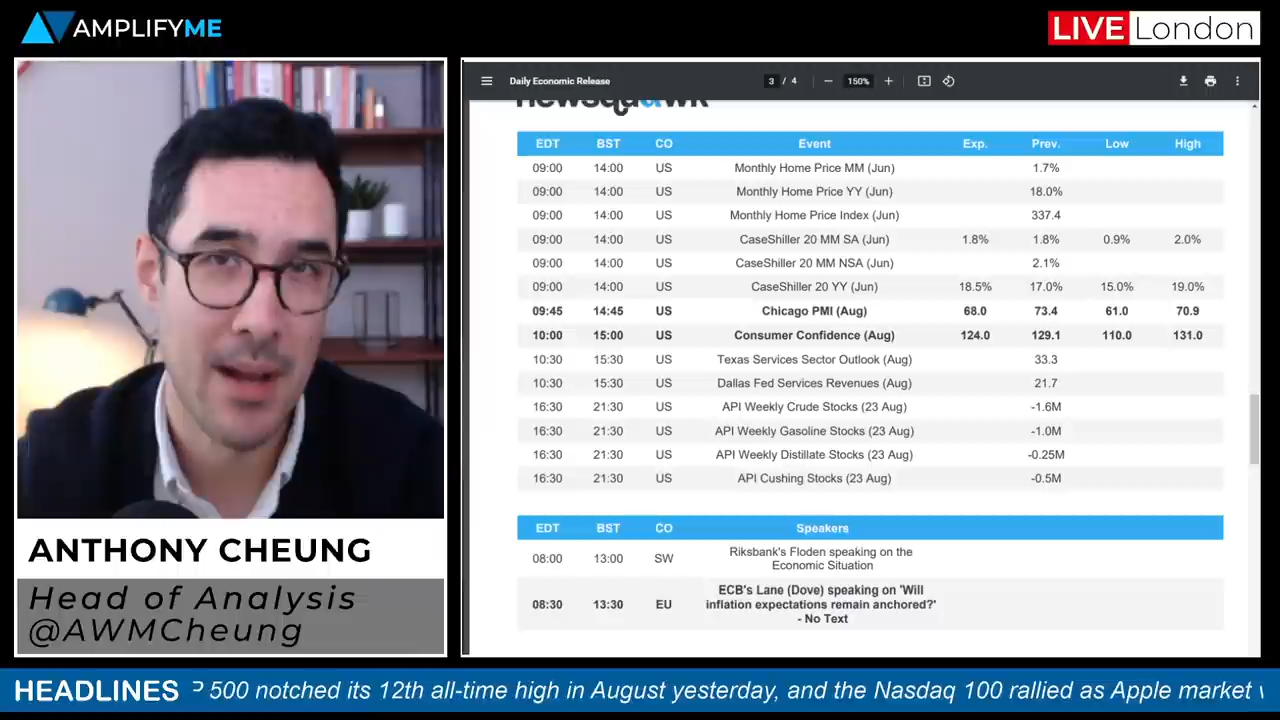 AMPLIFYME
LIVE London
Daily Economic Release
3 / 4
150%
newsquawk
EDT BST CO Event Exp. Prev. Low High
09:00 14:00 US Monthly Home Price MM (Jun) 1.7%
09:00 14:00 US Monthly Home Price YY (Jun) 18.0%
09:00 14:00 US Monthly Home Price Index (Jun) 337.4
09:00 14:00 US CaseShiller 20 MM SA (Jun) 1.8% 1.8% 0.9% 2.0%
09:00 14:00 US CaseShiller 20 MM NSA (Jun) 2.1%
09:00 14:00 US CaseShiller 20 YY (Jun) 18.5% 17.0% 15.0% 19.0%
09:45 14:45 US Chicago PMI (Aug) 68.0 73.4 61.0 70.9
10:00 15:00 US Consumer Confidence (Aug) 124.0 129.1 110.0 131.0
10:30 15:30 US Texas Services Sector Outlook (Aug) 33.3
10:30 15:30 US Dallas Fed Services Revenues (Aug) 21.7
16:30 21:30 US API Weekly Crude Stocks (23 Aug) -1.6M
16:30 21:30 US API Weekly Gasoline Stocks (23 Aug) -1.0M
16:30 21:30 US API Weekly Distillate Stocks (23 Aug) -0.25M
16:30 21:30 US API Cushing Stocks (23 Aug) -0.5M
EDT BST CO Speakers
08:00 13:00 SW Riksbank's Floden speaking on the
Economic Situation
08:30 13:30 EU ECB's Lane (Dove) speaking on 'Will
inflation expectations remain anchored?'
- No Text
ANTHONY CHEUNG
Head of Analysis
@AWMCheung
HEADLINES P 500 notched its 12th all-time high in August yesterday, and the Nasdaq 100 rallied as Apple market